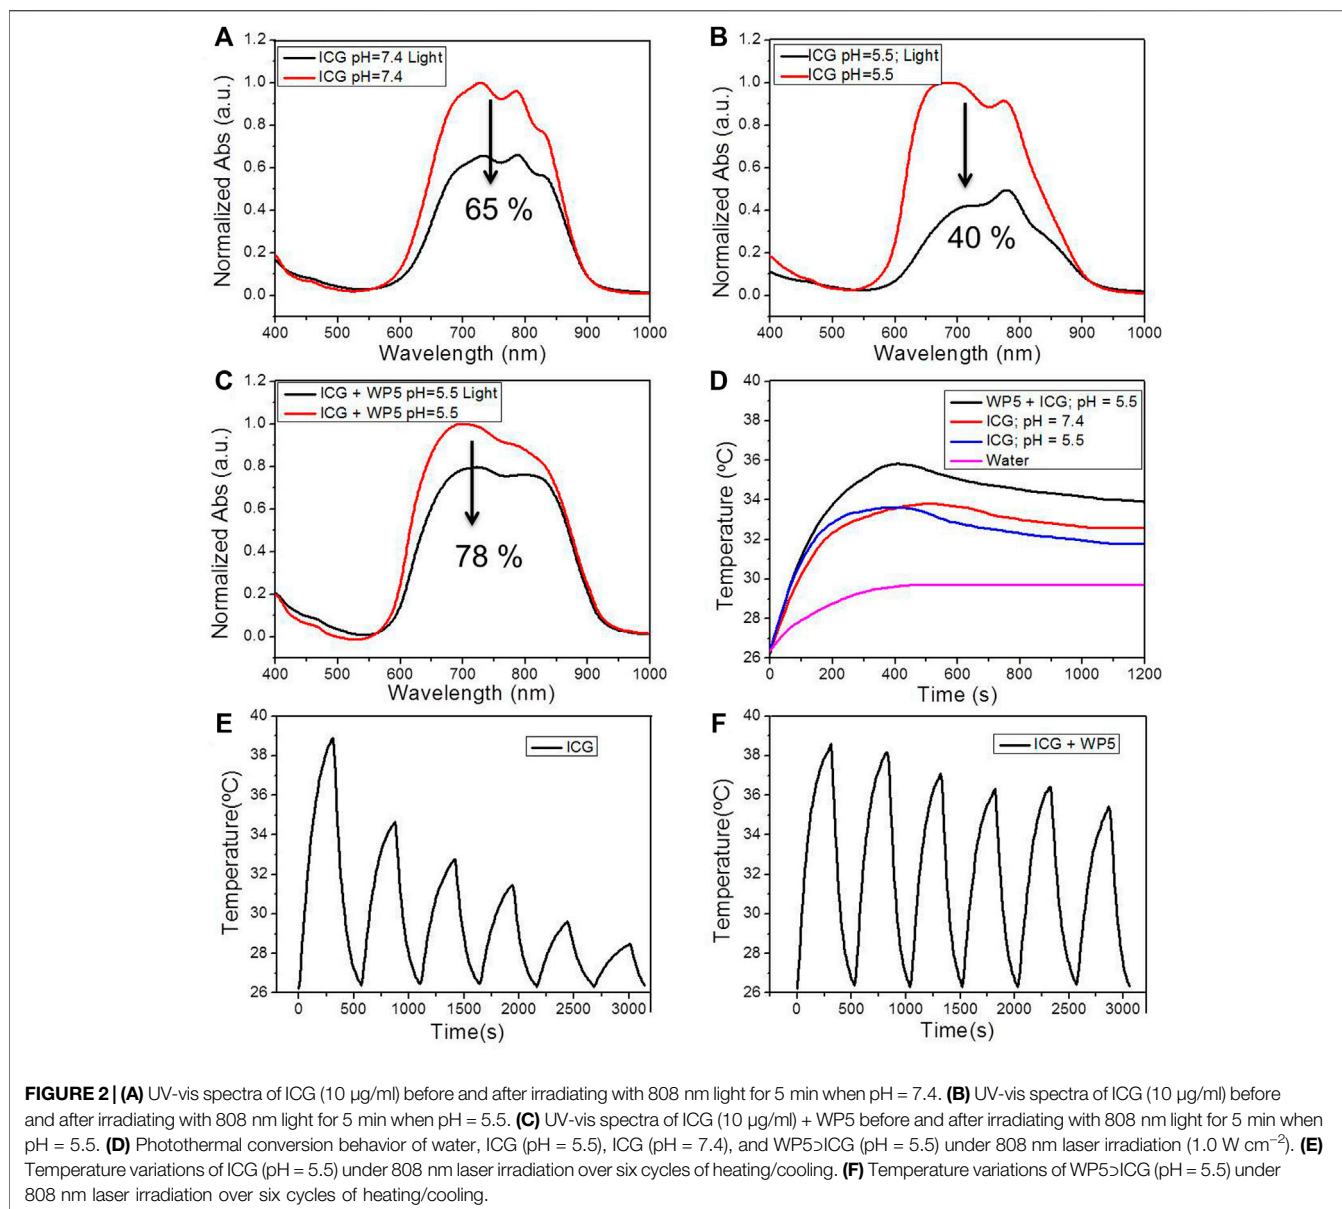 A
1.2
1.0
0.8
0.6
0.4
0.2
0.0
Normalized Abs (a.u.)
ICG pH=7.4 Light
ICG pH=7.4
65 %
400 500 600 700 800 900 1000
Wavelength (nm)
B
1.2
1.0
0.8
0.6
0.4
0.2
0.0
Normalized Abs (a.u.)
ICG pH=5.5; Light
ICG pH=5.5
40 %
400 500 600 700 800 900 1000
Wavelength (nm)
C
1.2
1.0
0.8
0.6
0.4
0.2
0.0
Normalized Abs (a.u.)
ICG + WP5 pH=5.5 Light
ICG + WP5 pH=5.5
78 %
400 500 600 700 800 900 1000
Wavelength (nm)
D
40
38
36
34
32
30
28
26
Temperature (ºC)
WP5 + ICG; pH = 5.5
ICG; pH = 7.4
ICG; pH = 5.5
Water
0 200 400 600 800 1000 1200
Time (s)
E
40
38
36
34
32
30
28
26
Temperature(ºC)
ICG
0 500 1000 1500 2000 2500 3000
Time(s)
F
40
38
36
34
32
30
28
26
Temperature(ºC)
ICG + WP5
0 500 1000 1500 2000 2500 3000
Time(s)
FIGURE 2 | (A) UV-vis spectra of ICG (10 µg/ml) before and after irradiating with 808 nm light for 5 min when pH = 7.4. (B) UV-vis spectra of ICG (10 µg/ml) before
and after irradiating with 808 nm light for 5 min when pH = 5.5. (C) UV-vis spectra of ICG (10 µg/ml) + WP5 before and after irradiating with 808 nm light for 5 min when
pH = 5.5. (D) Photothermal conversion behavior of water, ICG (pH = 5.5), ICG (pH = 7.4), and WP5⊃ICG (pH = 5.5) under 808 nm laser irradiation (1.0 W cm⁻²). (E)
Temperature variations of ICG (pH = 5.5) under 808 nm laser irradiation over six cycles of heating/cooling. (F) Temperature variations of WP5⊃ICG (pH = 5.5) under
808 nm laser irradiation over six cycles of heating/cooling.